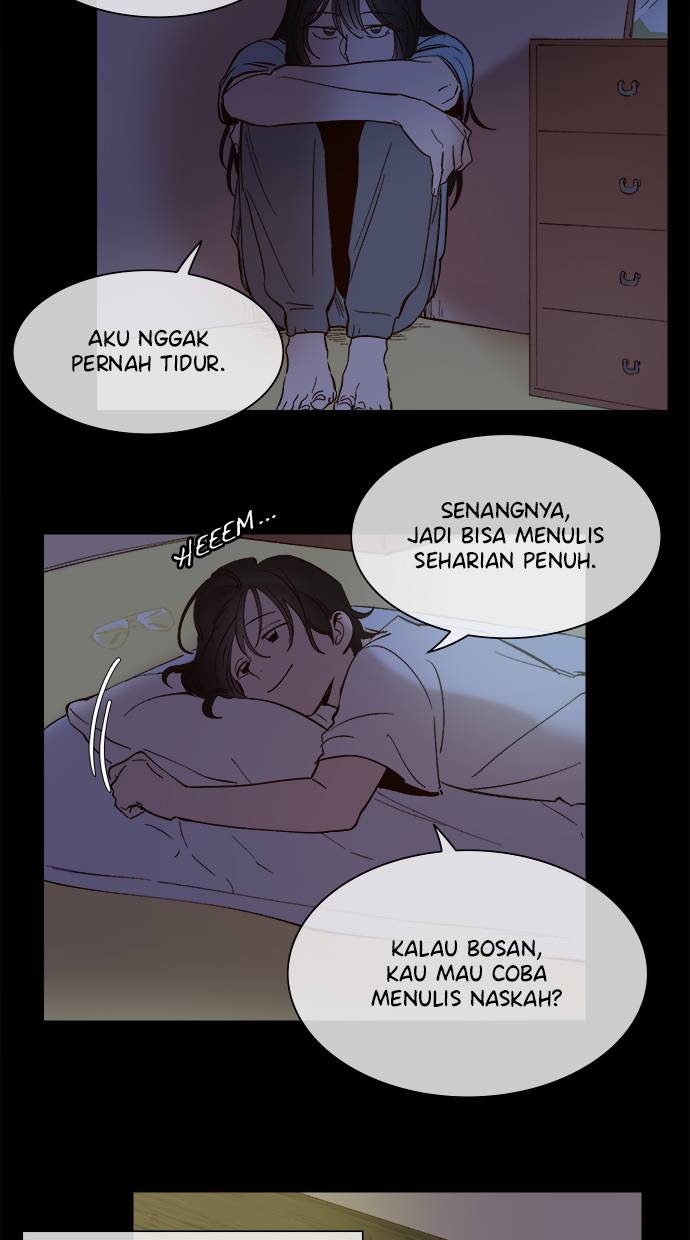 AKU NGGAK
PERNAH TIDUR.
HEEEM...
SENANGNYA,
JADI BISA MENULIS
SEHARIAN PENUH.
KALAU BOSAN,
KAU MAU COBA
MENULIS NASKAH?